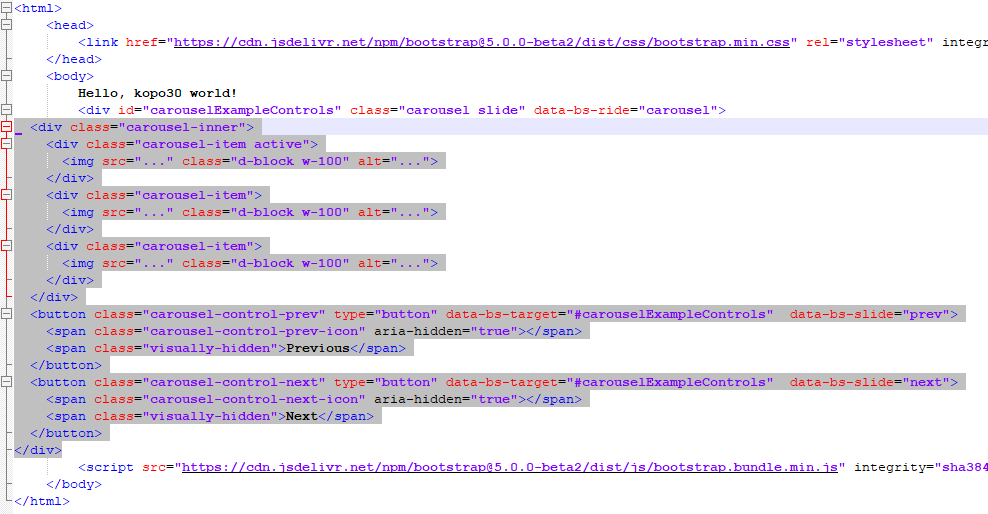 <html>
<head>
<link href="https://cdn.jsdelivr.net/npm/bootstrap@5.0.0-beta2/dist/css/bootstrap.min.css" rel="stylesheet" integr
</head>
<body>
Hello, kopo30 world!
<div id="carouselExampleControls" class="carousel slide" data-bs-ride="carousel">
<div class="carousel-inner">
<div class="carousel-item active">
<img src="..." class="d-block w-100" alt="...">
</div>
<div class="carousel-item">
<img src="..." class="d-block w-100" alt="...">
</div>
<div class="carousel-item">
<img src="..." class="d-block w-100" alt="...">
</div>
</div>
<button class="carousel-control-prev" type="button" data-bs-target="#carouselExampleControls"  data-bs-slide="prev">
<span class="carousel-control-prev-icon" aria-hidden="true"></span>
<span class="visually-hidden">Previous</span>
</button>
<button class="carousel-control-next" type="button" data-bs-target="#carouselExampleControls"  data-bs-slide="next">
<span class="carousel-control-next-icon" aria-hidden="true"></span>
<span class="visually-hidden">Next</span>
</button>
</div>
<script src="https://cdn.jsdelivr.net/npm/bootstrap@5.0.0-beta2/dist/js/bootstrap.bundle.min.js" integrity="sha384
</body>
</html>